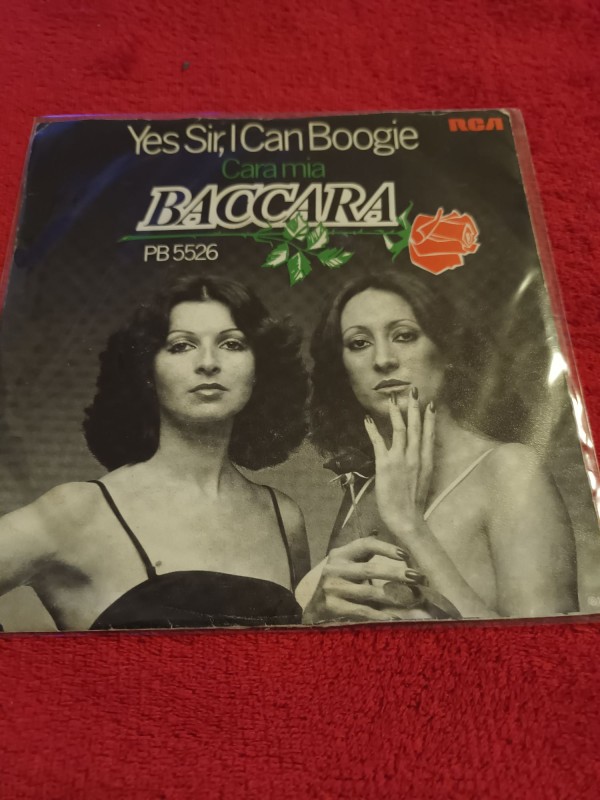 Yes Sir, I Can Boogie
RCA
Cara mia
BACCARA
PB 5526